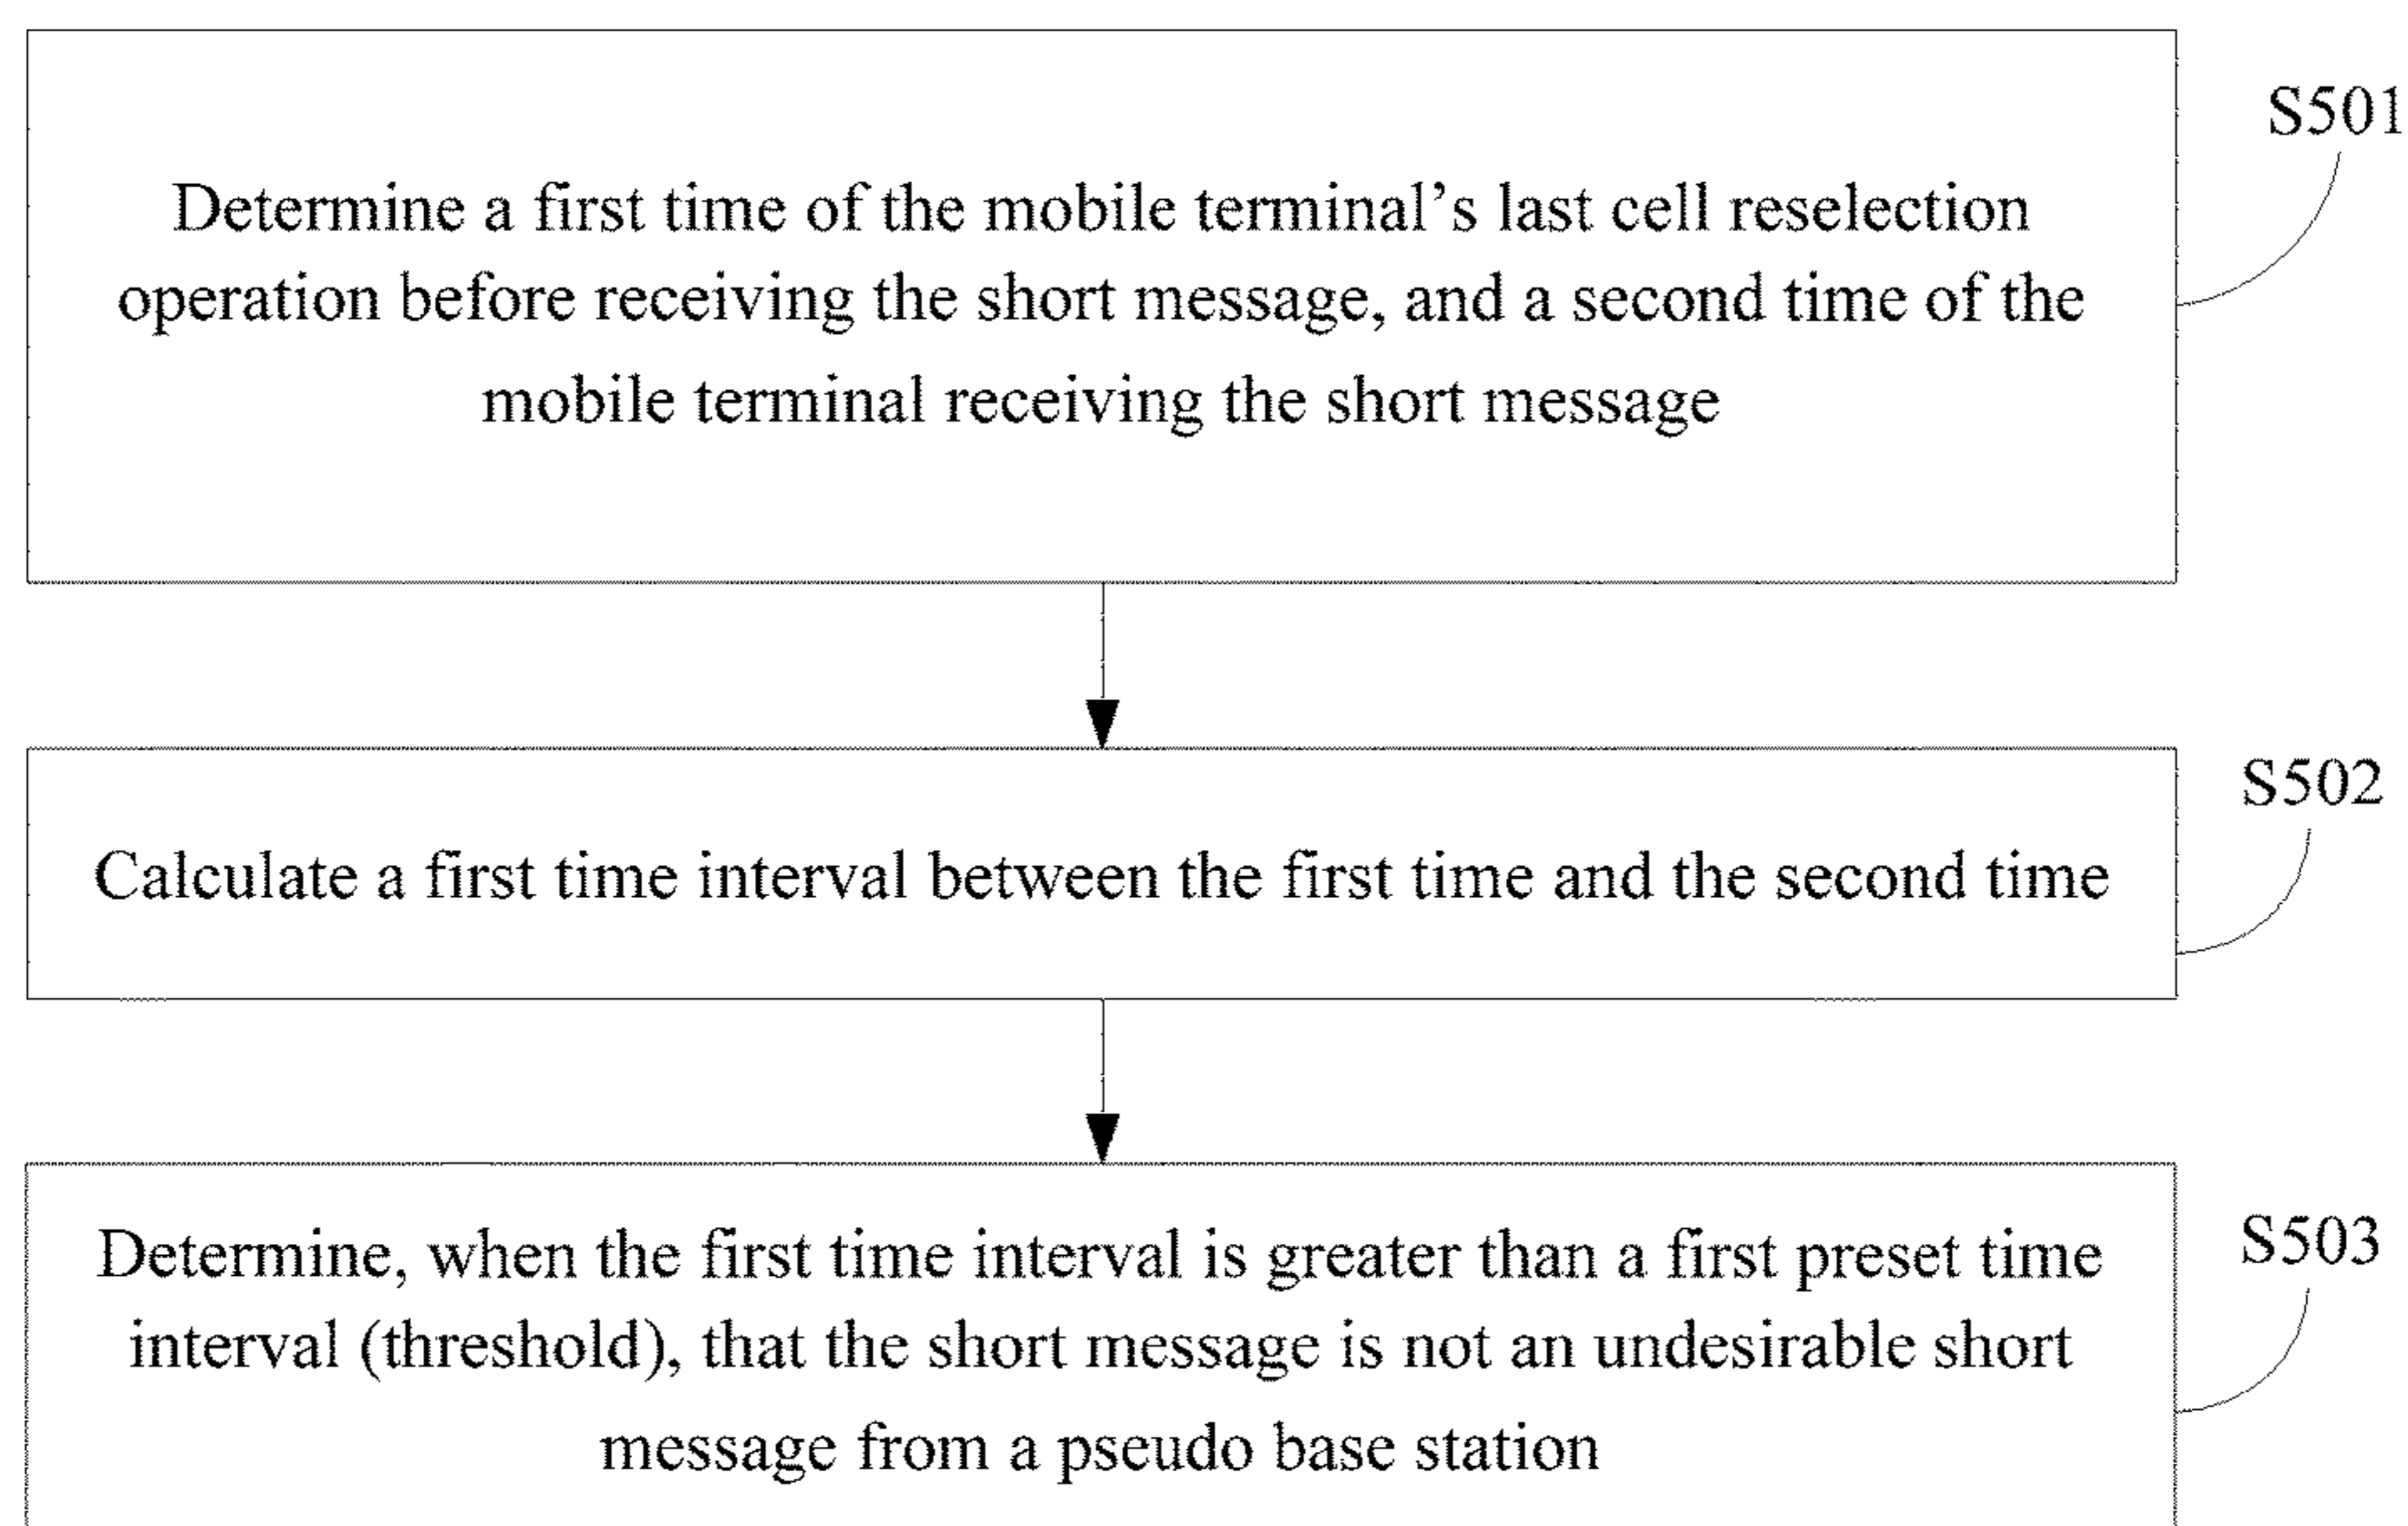 S501
Determine a first time of the mobile terminal’s last cell reselection
operation before receiving the short message, and a second time of the
mobile terminal receiving the short message
S502
Calculate a first time interval between the first time and the second time
S503
Determine, when the first time interval is greater than a first preset time
interval (threshold), that the short message is not an undesirable short
message from a pseudo base station